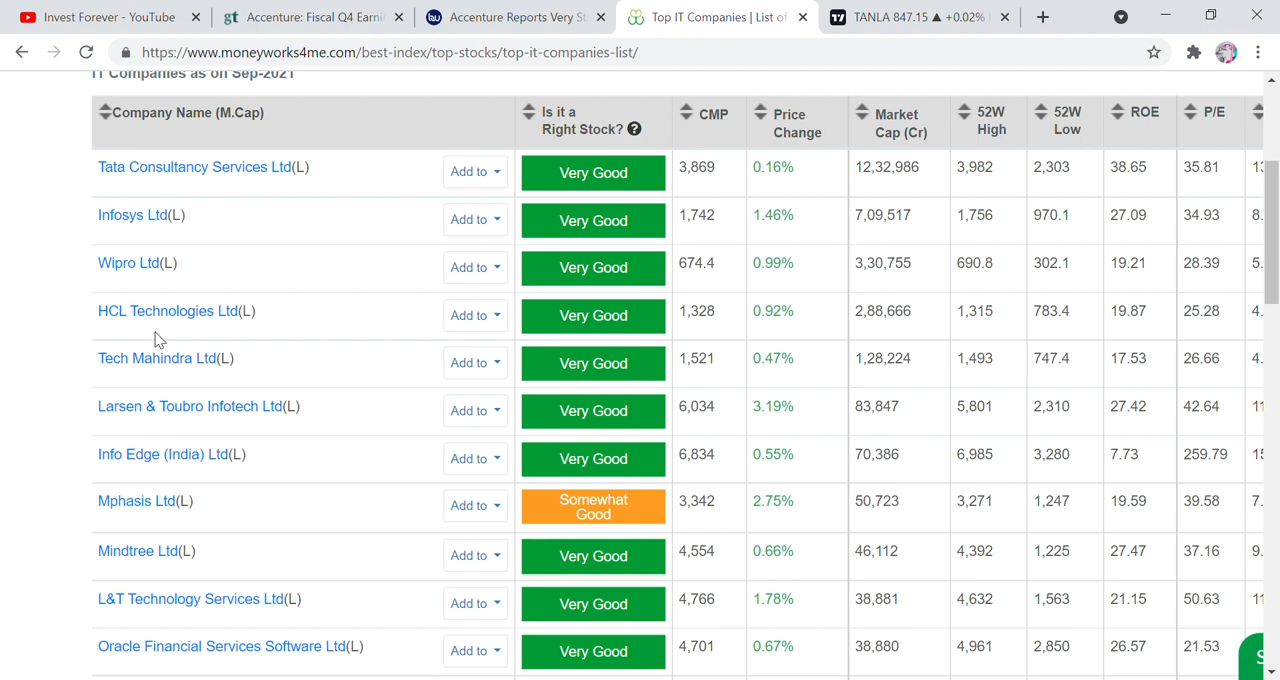 Invest Forever - YouTube
Accenture: Fiscal Q4 Earni
Accenture Reports Very St
Top IT Companies | List of
TANLA 847.15 ▲ +0.02%
https://www.moneyworks4me.com/best-index/top-stocks/top-it-companies-list/
IT Companies as on Sep-2021
Company Name (M.Cap) Is it a Right Stock? CMP Price Change Market Cap (Cr) 52W High 52W Low ROE P/E
Tata Consultancy Services Ltd(L) Add to Very Good 3,869 0.16% 12,32,986 3,982 2,303 38.65 35.81
Infosys Ltd(L) Add to Very Good 1,742 1.46% 7,09,517 1,756 970.1 27.09 34.93 8.
Wipro Ltd(L) Add to Very Good 674.4 0.99% 3,30,755 690.8 302.1 19.21 28.39 5.
HCL Technologies Ltd(L) Add to Very Good 1,328 0.92% 2,88,666 1,315 783.4 19.87 25.28 4.
Tech Mahindra Ltd(L) Add to Very Good 1,521 0.47% 1,28,224 1,493 747.4 17.53 26.66 4.
Larsen & Toubro Infotech Ltd(L) Add to Very Good 6,034 3.19% 83,847 5,801 2,310 27.42 42.64 11
Info Edge (India) Ltd(L) Add to Very Good 6,834 0.55% 70,386 6,985 3,280 7.73 259.79 15
Mphasis Ltd(L) Add to Somewhat Good 3,342 2.75% 50,723 3,271 1,247 19.59 39.58 7.
Mindtree Ltd(L) Add to Very Good 4,554 0.66% 46,112 4,392 1,225 27.47 37.16 9.
L&T Technology Services Ltd(L) Add to Very Good 4,766 1.78% 38,881 4,632 1,563 21.15 50.63 11
Oracle Financial Services Software Ltd(L) Add to Very Good 4,701 0.67% 38,880 4,961 2,850 26.57 21.53